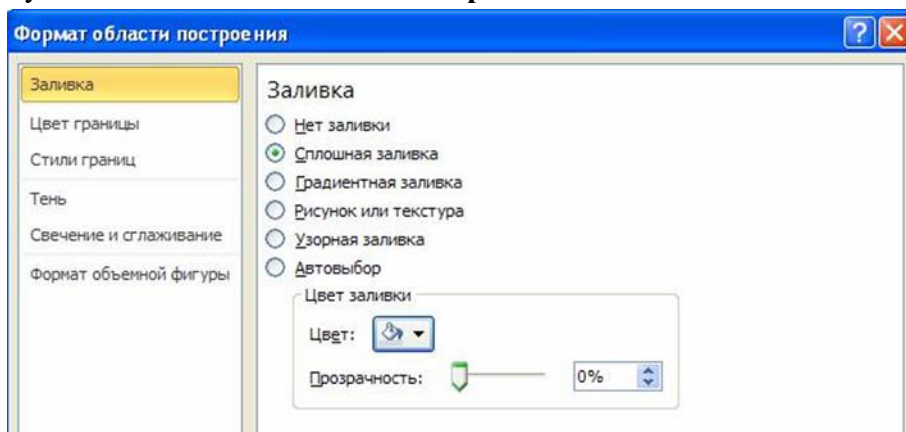 Формат области построения
Заливка
Цвет границы
Стили границ
Тень
Свечение и сглаживание
Формат объемной фигуры
Заливка
Нет заливки
Сплошная заливка
Градиентная заливка
Рисунок или текстура
Узорная заливка
Автовыбор
Цвет заливки
Цвет:
Прозрачность: 0%